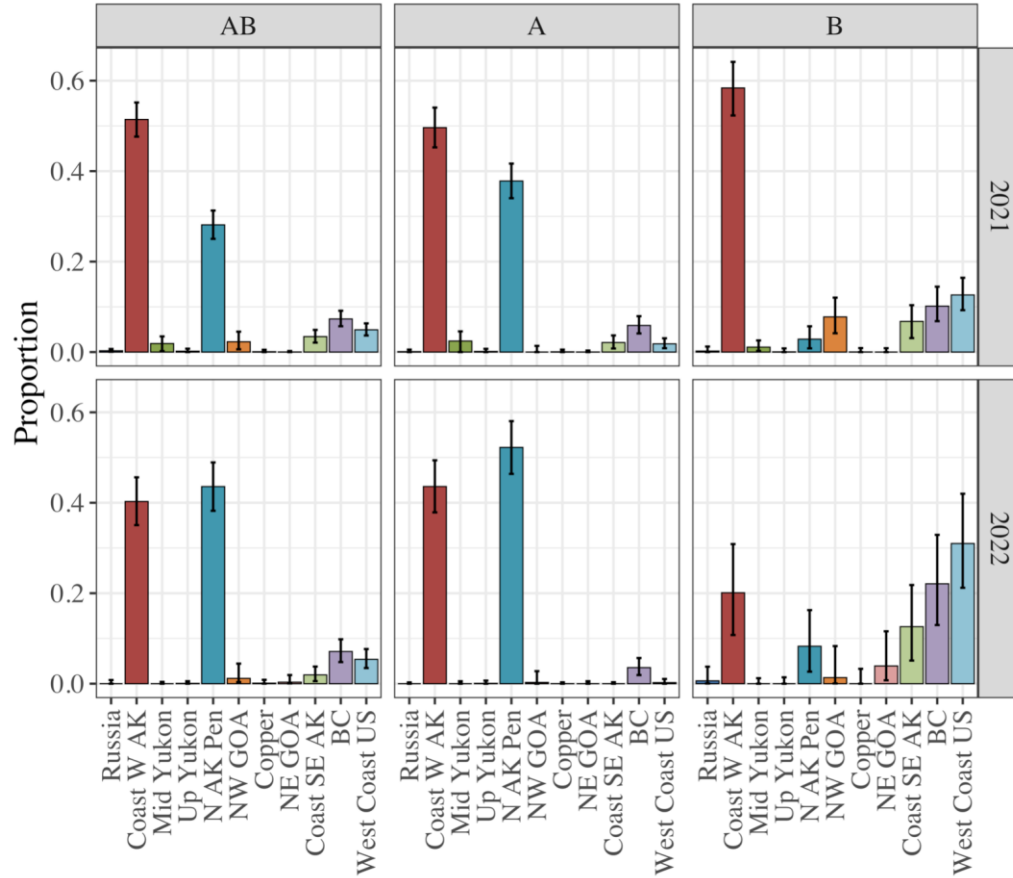 AB
A
B
Proportion
0.6
0.4
0.2
0.0
2021
0.6
0.4
0.2
0.0
2022
Russia
Coast W AK
Mid Yukon
Up Yukon
N AK Pen
NW GOA
Copper
NE GOA
Coast SE AK
BC
West Coast US
Russia
Coast W AK
Mid Yukon
Up Yukon
N AK Pen
NW GOA
Copper
NE GOA
Coast SE AK
BC
West Coast US
Russia
Coast W AK
Mid Yukon
Up Yukon
N AK Pen
NW GOA
Copper
NE GOA
Coast SE AK
BC
West Coast US